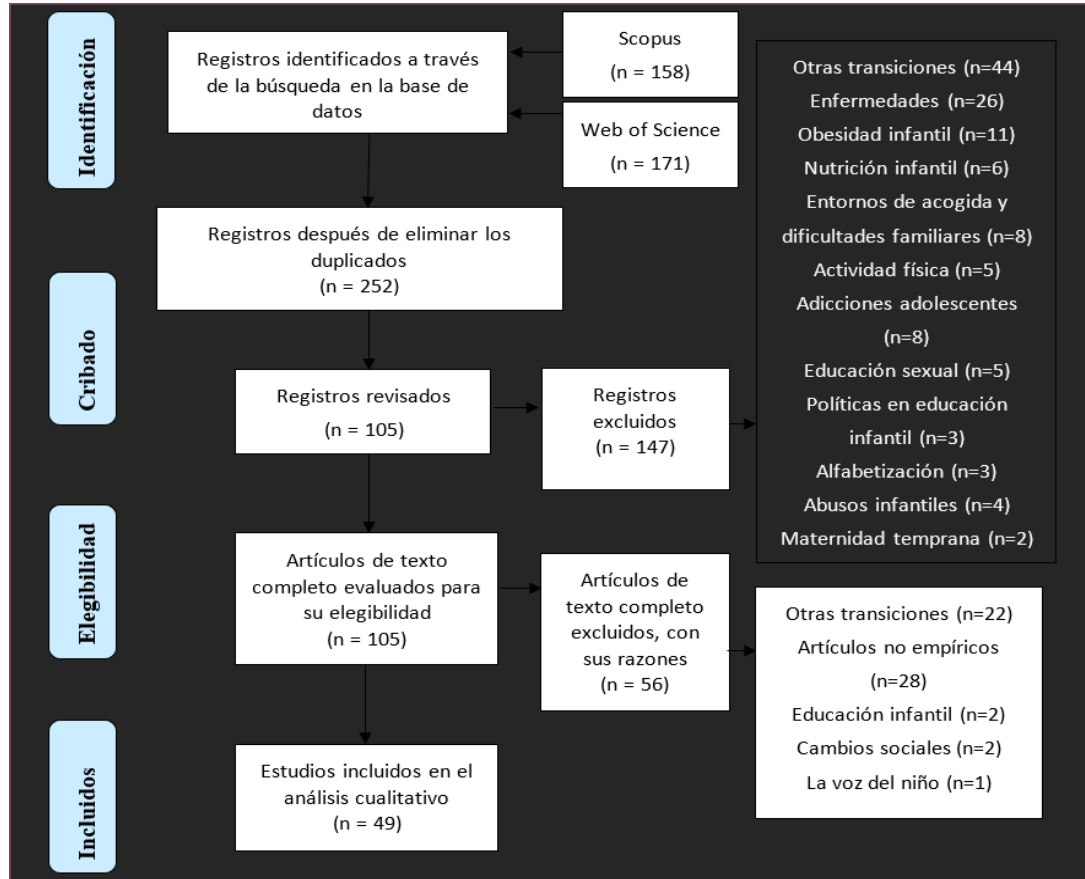 Identificación
Registros identificados a través
de la búsqueda en la base de
datos
Scopus
(n = 158)
Web of Science
(n = 171)
Registros después de eliminar los
duplicados
(n = 252)
Cribado
Registros revisados
(n = 105)
Registros
excluidos
(n = 147)
Otras transiciones (n=44)
Enfermedades (n=26)
Obesidad infantil (n=11)
Nutrición infantil (n=6)
Entornos de acogida y
dificultades familiares (n=8)
Actividad física (n=5)
Adicciones adolescentes
(n=8)
Educación sexual (n=5)
Políticas en educación
infantil (n=3)
Alfabetización (n=3)
Abusos infantiles (n=4)
Maternidad temprana (n=2)
Elegibilidad
Artículos de texto
completo evaluados para
su elegibilidad
(n = 105)
Artículos de
texto completo
excluidos, con
sus razones
(n = 56)
Otras transiciones (n=22)
Artículos no empíricos
(n=28)
Educación infantil (n=2)
Cambios sociales (n=2)
La voz del niño (n=1)
Incluidos
Estudios incluidos en el
análisis cualitativo
(n = 49)